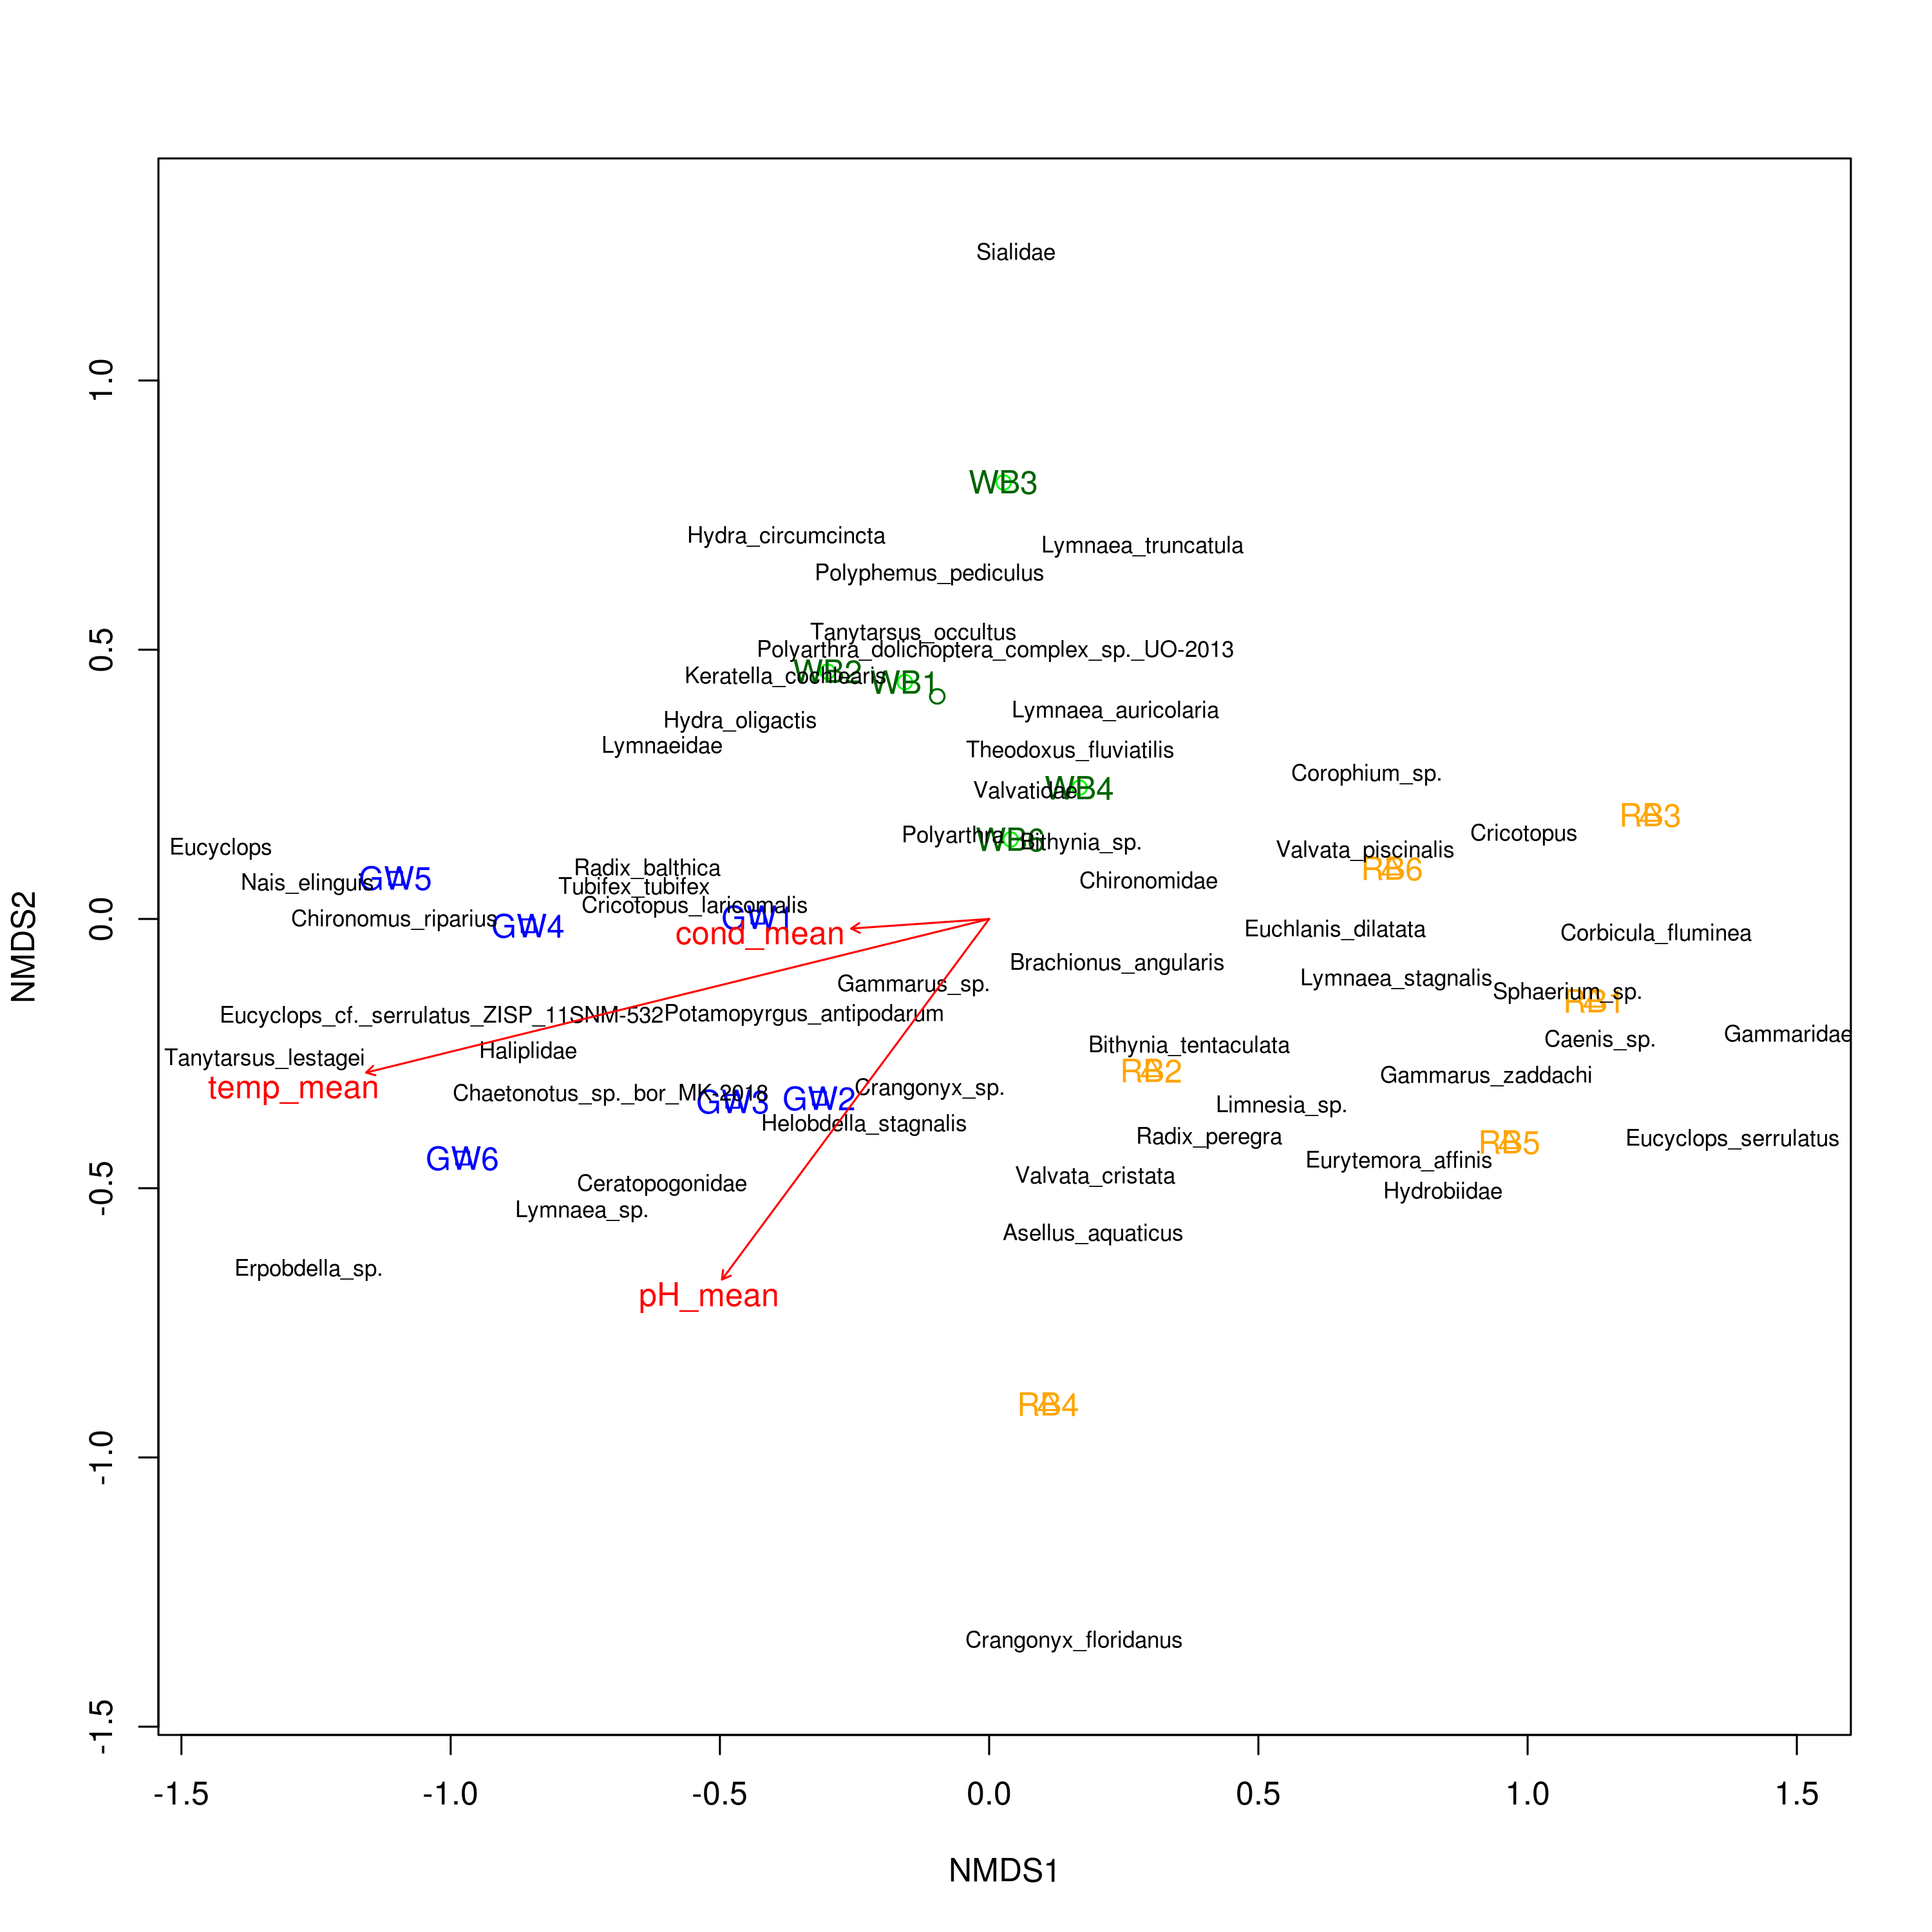 Sialidae
1.0
WB3
Hydra_circumcincta
Lymnaea_truncatula
Polyphemus_pediculus
Tanytarsus_occultus
0.5
Polyarthra_dolichoptera_complex_sp._UO-2013
WB2
Keratella_cochlearis
WB1
Lymnaea_auricolaria
Hydra_oligactis
Lymnaeidae
Theodoxus_fluviatilis
Corophium_sp.
Valvatidae
WB4
RB3
Cricotopus
Polyarthra
WB6
Bithynia_sp.
Eucyclops
Valvata_piscinalis
RB6
Radix_balthica
Nais_elinguis
GW5
Tubifex_tubifex
Chironomidae
Cricotopus_laricomalis
0.0
Chironomus_riparius
GW4
GW1
cond_mean
Euchlanis_dilatata
Corbicula_fluminea
Brachionus_angularis
Gammarus_sp.
Lymnaea_stagnalis
Sphaerium_sp.
RB1
NMDS2
Eucyclops_cf._serrulatus_ZISP_11SNM-532
Potamopyrgus_antipodarum
Caenis_sp.
Gammaridae
Haliplidae
Bithynia_tentaculata
Tanytarsus_lestagei
RB2
Gammarus_zaddachi
temp_mean
Chaetonotus_sp._bor_MK-2018
Crangonyx_sp.
GW3
GW2
Limnesia_sp.
Helobdella_stagnalis
Radix_peregra
RB5
Eucyclops_serrulatus
GW6
Eurytemora_affinis
Valvata_cristata
Ceratopogonidae
-0.5
Hydrobiidae
Lymnaea_sp.
Asellus_aquaticus
Erpobdella_sp.
pH_mean
RB4
-1.0
Crangonyx_floridanus
-1.5
-1.5 -1.0 -0.5 0.0 0.5 1.0 1.5
NMDS1